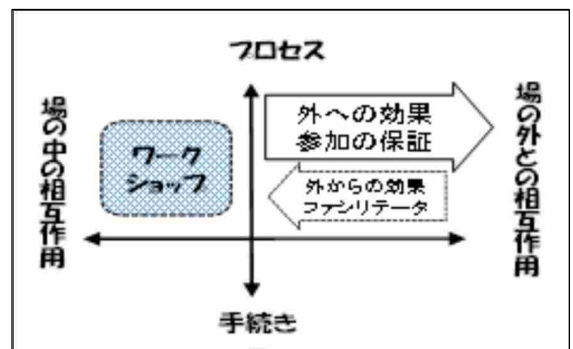 プロセス
場の中の相互作用
ワーク
ショップ
外への効果
参加の保証
外からの効果
ファシリテータ
場の外との相互作用
手続き